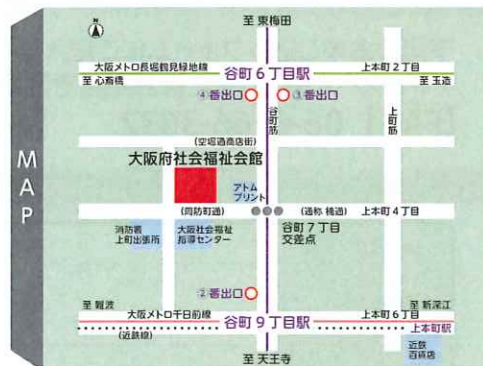 至 東梅田
N
大阪メトロ長堀鶴見緑地線
谷町6丁目駅
上本町2丁目
至 心斎橋
至 玉造
④番出口
③番出口
谷町筋
上町筋
(空堀通商店街)
大阪府社会福祉会館
アトム
プリント
(周防町通)
(通称 楠通)
上本町4丁目
消防署
上町出張所
大阪社会福祉
指導センター
谷町7丁目
交差点
②番出口
至 難波
至 新深江
大阪メトロ千日前線
谷町9丁目駅
上本町6丁目
(近鉄線)
上本町駅
至 天王寺
近鉄
百貨店
MAP